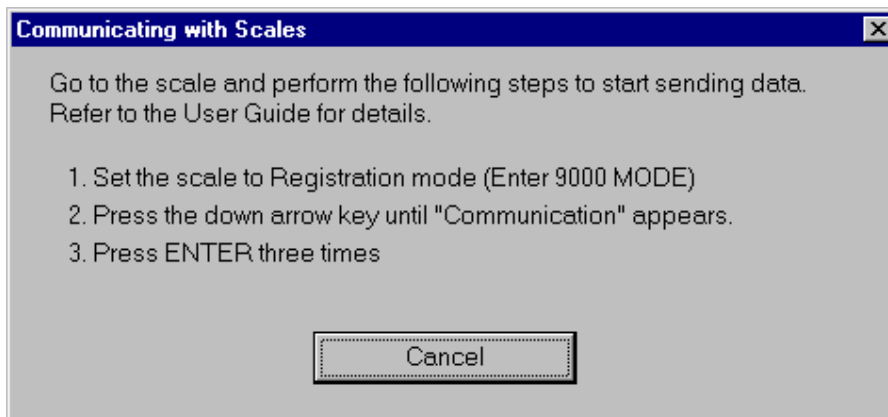 Communicating with Scales
Go to the scale and perform the following steps to start sending data.
Refer to the User Guide for details.
1. Set the scale to Registration mode (Enter 9000 MODE)
2. Press the down arrow key until "Communication" appears.
3. Press ENTER three times
Cancel